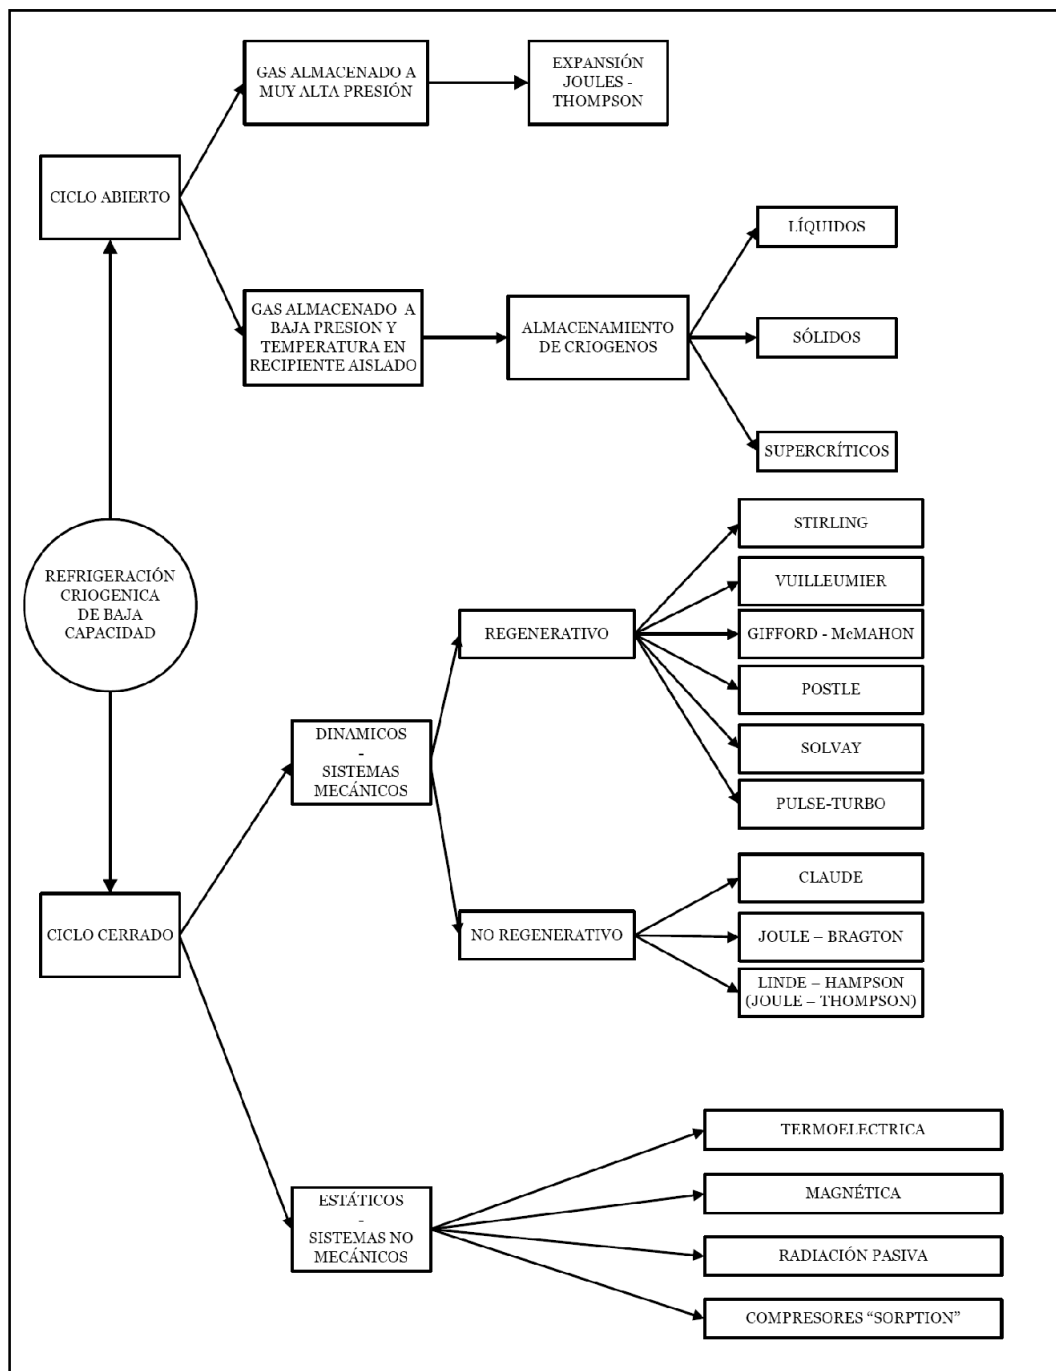 GAS ALMACENADO A
MUY ALTA PRESIÓN
EXPANSIÓN
JOULES -
THOMPSON
CICLO ABIERTO
GAS ALMACENADO A
BAJA PRESION Y
TEMPERATURA EN
RECIPIENTE AISLADO
ALMACENAMIENTO
DE CRIOGENOS
LÍQUIDOS
SÓLIDOS
SUPERCRÍTICOS
REFRIGERACIÓN
CRIOGENICA
DE BAJA
CAPACIDAD
CICLO CERRADO
DINAMICOS
-
SISTEMAS
MECÁNICOS
REGENERATIVO
STIRLING
VUILLEUMIER
GIFFORD - McMAHON
POSTLE
SOLVAY
PULSE-TURBO
NO REGENERATIVO
CLAUDE
JOULE – BRAGTON
LINDE – HAMPSON
(JOULE – THOMPSON)
ESTÁTICOS
-
SISTEMAS NO
MECÁNICOS
TERMOELECTRICA
MAGNÉTICA
RADIACIÓN PASIVA
COMPRESORES “SORPTION”